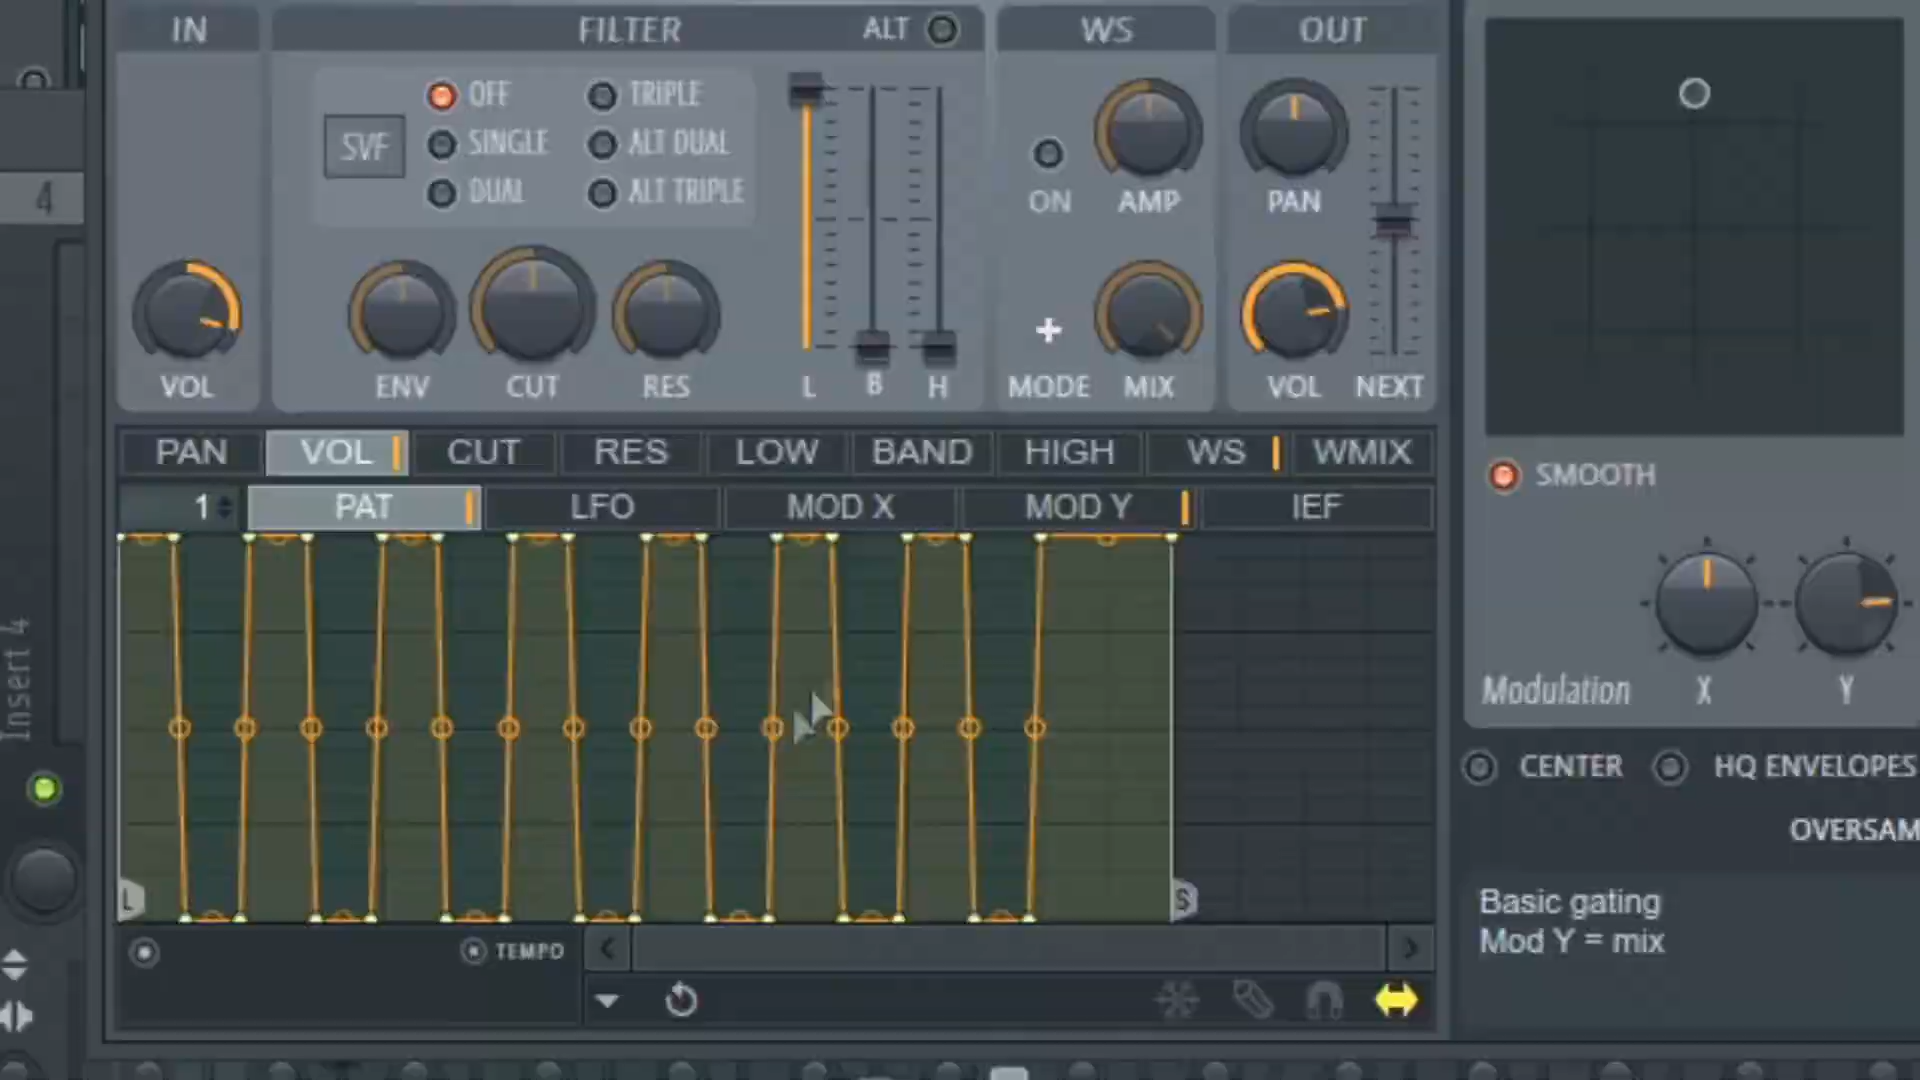 IN
FILTER
ALT
WS
OUT
OFF
TRIPLE
SVF
SINGLE
ALT DUAL
DUAL
ALT TRIPLE
ON
AMP
PAN
4
VOL
ENV
CUT
RES
L
B
H
MODE
MIX
VOL
NEXT
PAN
VOL
CUT
RES
LOW
BAND
HIGH
WS
WMIX
SMOOTH
1
PAT
LFO
MOD X
MOD Y
IEF
Modulation
X
Y
Insert 4
CENTER
HQ ENVELOPES
OVERSAM
L
S
Basic gating
Mod Y = mix
TEMPO